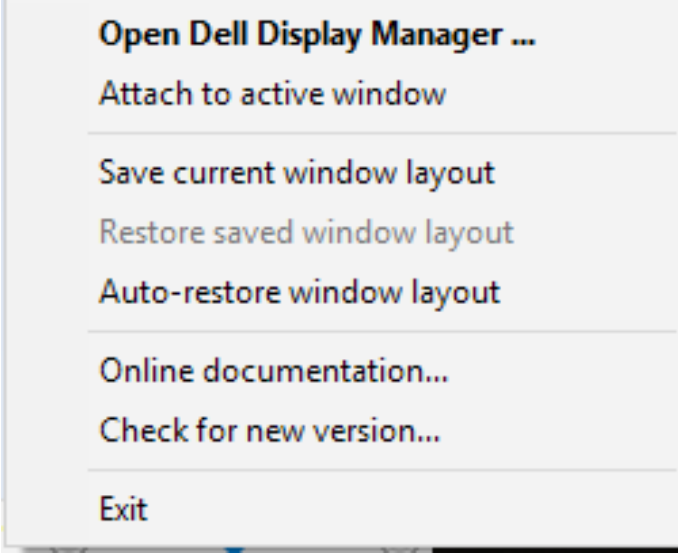 Open Dell Display Manager ...
Attach to active window
Save current window layout
Restore saved window layout
Auto-restore window layout
Online documentation...
Check for new version...
Exit